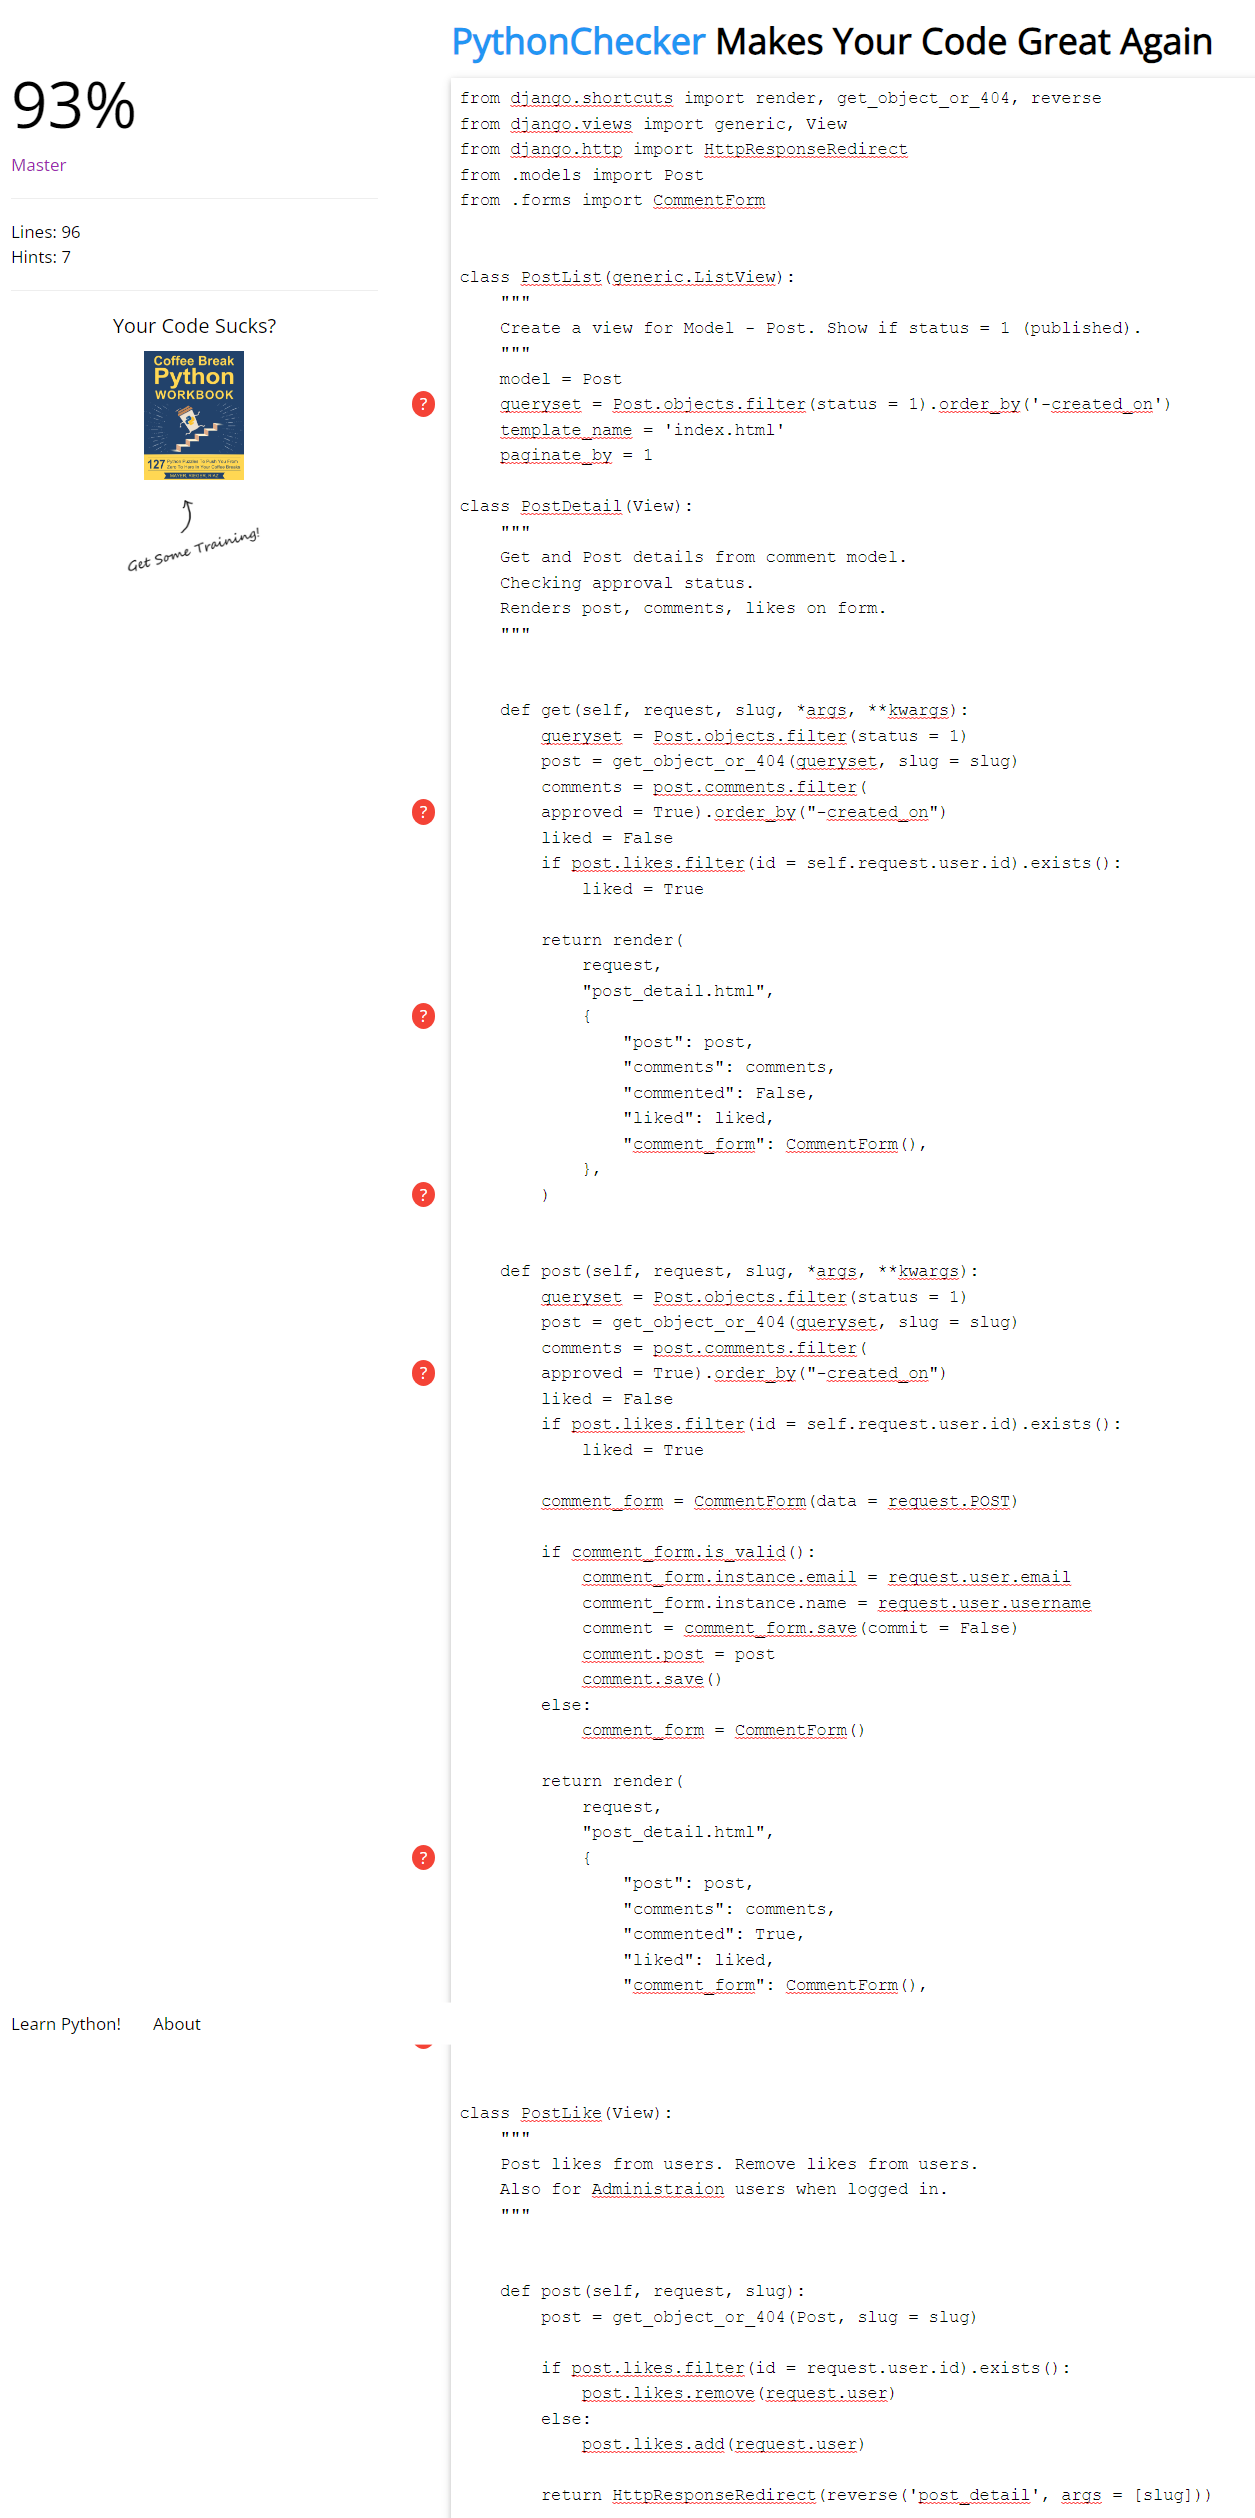 PythonChecker Makes Your Code Great Again
93%
Master
Lines: 96
Hints: 7
Your Code Sucks?
Coffee Break
Python
WORKBOOK
127
Get Some Training!
from django.shortcuts import render, get_object_or_404, reverse
from django.views import generic, View
from django.http import HttpResponseRedirect
from .models import Post
from .forms import CommentForm
class PostList(generic.ListView):
"""
Create a view for Model - Post. Show if status = 1 (published).
"""
model = Post
?
queryset = Post.objects.filter(status = 1).order_by('-created_on')
template_name = 'index.html'
paginate_by = 1
class PostDetail(View):
"""
Get and Post details from comment model.
Checking approval status.
Renders post, comments, likes on form.
"""
def get(self, request, slug, *args, **kwargs):
queryset = Post.objects.filter(status = 1)
post = get_object_or_404(queryset, slug = slug)
comments = post.comments.filter(
?
approved = True).order_by("-created_on")
liked = False
if post.likes.filter(id = self.request.user.id).exists():
liked = True
return render(
request,
"post_detail.html",
?
{
"post": post,
"comments": comments,
"commented": False,
"liked": liked,
"comment_form": CommentForm(),
},
?
)
def post(self, request, slug, *args, **kwargs):
queryset = Post.objects.filter(status = 1)
post = get_object_or_404(queryset, slug = slug)
comments = post.comments.filter(
?
approved = True).order_by("-created_on")
liked = False
if post.likes.filter(id = self.request.user.id).exists():
liked = True
comment_form = CommentForm(data = request.POST)
if comment_form.is_valid():
comment_form.instance.email = request.user.email
comment_form.instance.name = request.user.username
comment = comment_form.save(commit = False)
comment.post = post
comment.save()
else:
comment_form = CommentForm()
return render(
request,
"post_detail.html",
?
{
"post": post,
"comments": comments,
"commented": True,
"liked": liked,
"comment_form": CommentForm(),
Learn Python! About
class PostLike(View):
"""
Post likes from users. Remove likes from users.
Also for Administraion users when logged in.
"""
def post(self, request, slug):
post = get_object_or_404(Post, slug = slug)
if post.likes.filter(id = request.user.id).exists():
post.likes.remove(request.user)
else:
post.likes.add(request.user)
return HttpResponseRedirect(reverse('post_detail', args = [slug]))